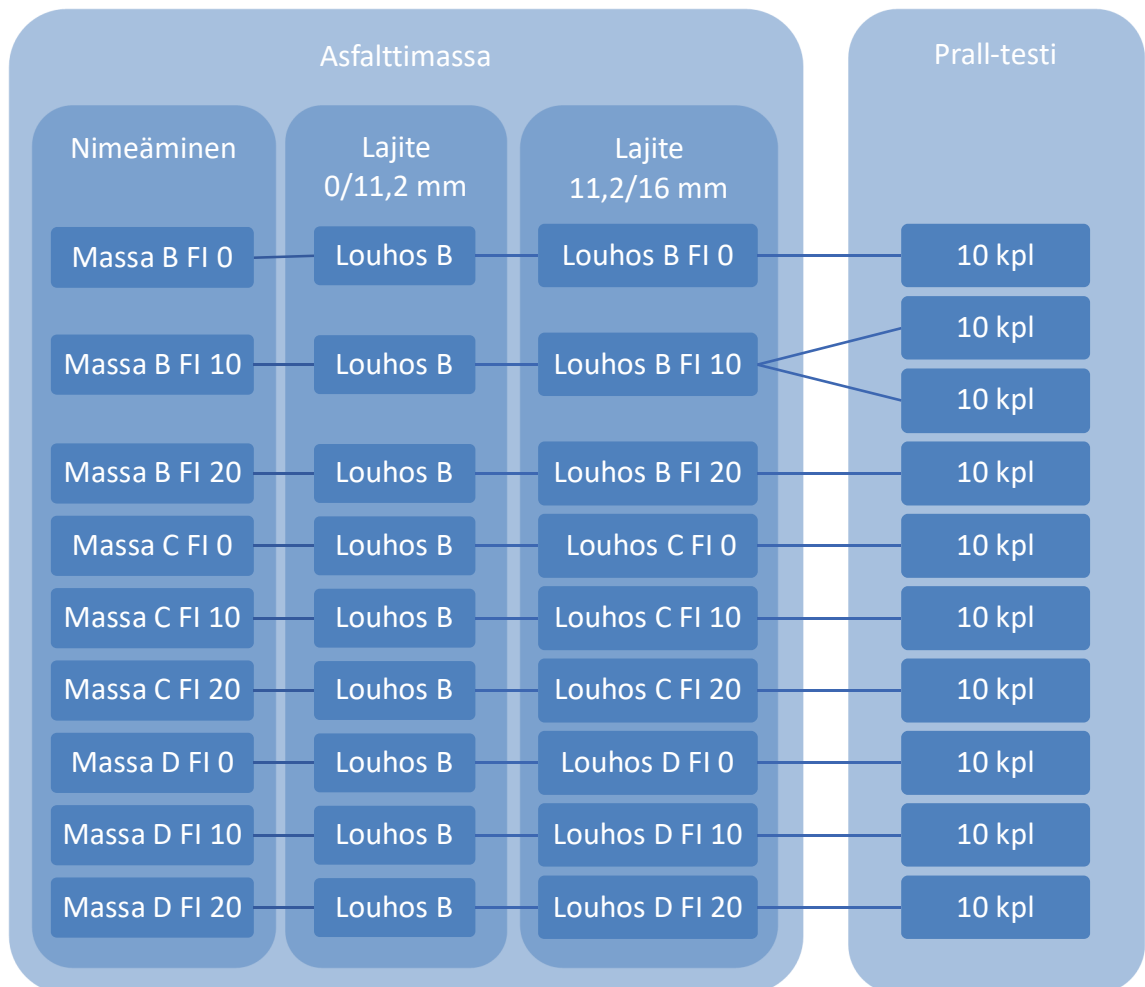 Asfalttimassa
Prall-testi
Nimeäminen
Lajite
0/11,2 mm
Lajite
11,2/16 mm
Massa B FI 0
Louhos B
Louhos B FI 0
10 kpl
Massa B FI 10
Louhos B
Louhos B FI 10
10 kpl
10 kpl
Massa B FI 20
Louhos B
Louhos B FI 20
10 kpl
Massa C FI 0
Louhos B
Louhos C FI 0
10 kpl
Massa C FI 10
Louhos B
Louhos C FI 10
10 kpl
Massa C FI 20
Louhos B
Louhos C FI 20
10 kpl
Massa D FI 0
Louhos B
Louhos D FI 0
10 kpl
Massa D FI 10
Louhos B
Louhos D FI 10
10 kpl
Massa D FI 20
Louhos B
Louhos D FI 20
10 kpl